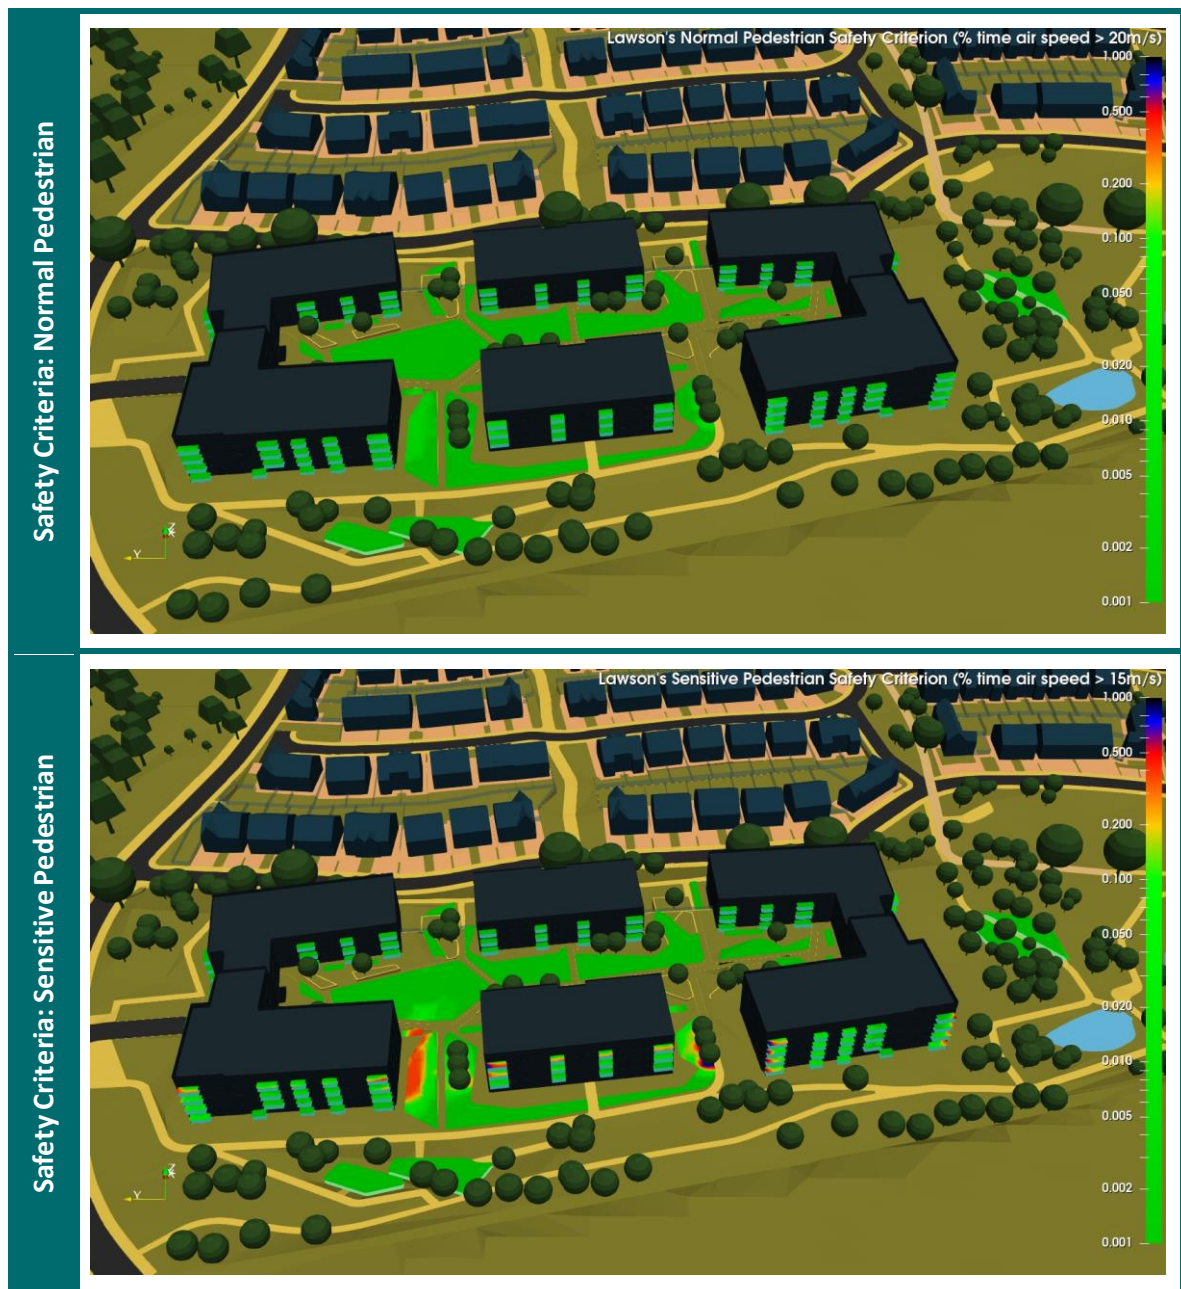 Safety Criteria: Normal Pedestrian
Lawson's Normal Pedestrian Safety Criterion (% time air speed > 20m/s)
1.000
0.500
0.200
0.100
0.050
0.020
0.010
0.005
0.002
0.001
Z
Y
Safety Criteria: Sensitive Pedestrian
Lawson's Sensitive Pedestrian Safety Criterion (% time air speed > 15m/s)
1.000
0.500
0.200
0.100
0.050
0.020
0.010
0.005
0.002
0.001
Z
Y